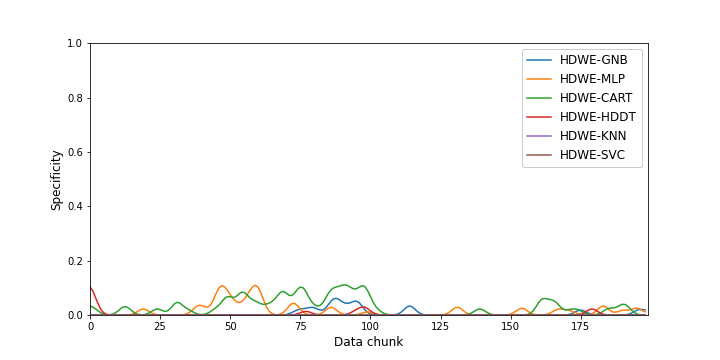 1.0
0.8
0.6
0.4
0.2
0.0
Specificity
HDWE-GNB
HDWE-MLP
HDWE-CART
HDWE-HDDT
HDWE-KNN
HDWE-SVC
0 25 50 75 100 125 150 175
Data chunk